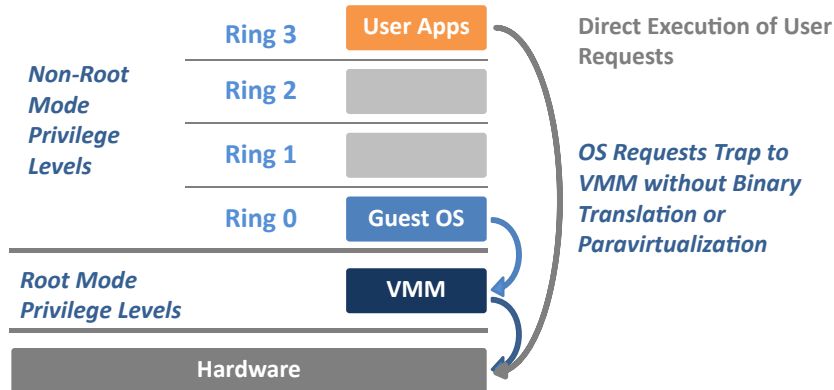 Ring 3
User Apps
Direct Execution of User
Requests
Non-Root
Mode
Privilege
Levels
Ring 2
Ring 1
OS Requests Trap to
VMM without Binary
Translation or
Paravirtualization
Ring 0
Guest OS
Root Mode
Privilege Levels
VMM
Hardware